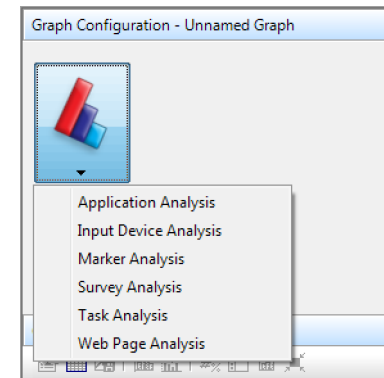 Graph Configuration - Unnamed Graph
Application Analysis
Input Device Analysis
Marker Analysis
Survey Analysis
Task Analysis
Web Page Analysis